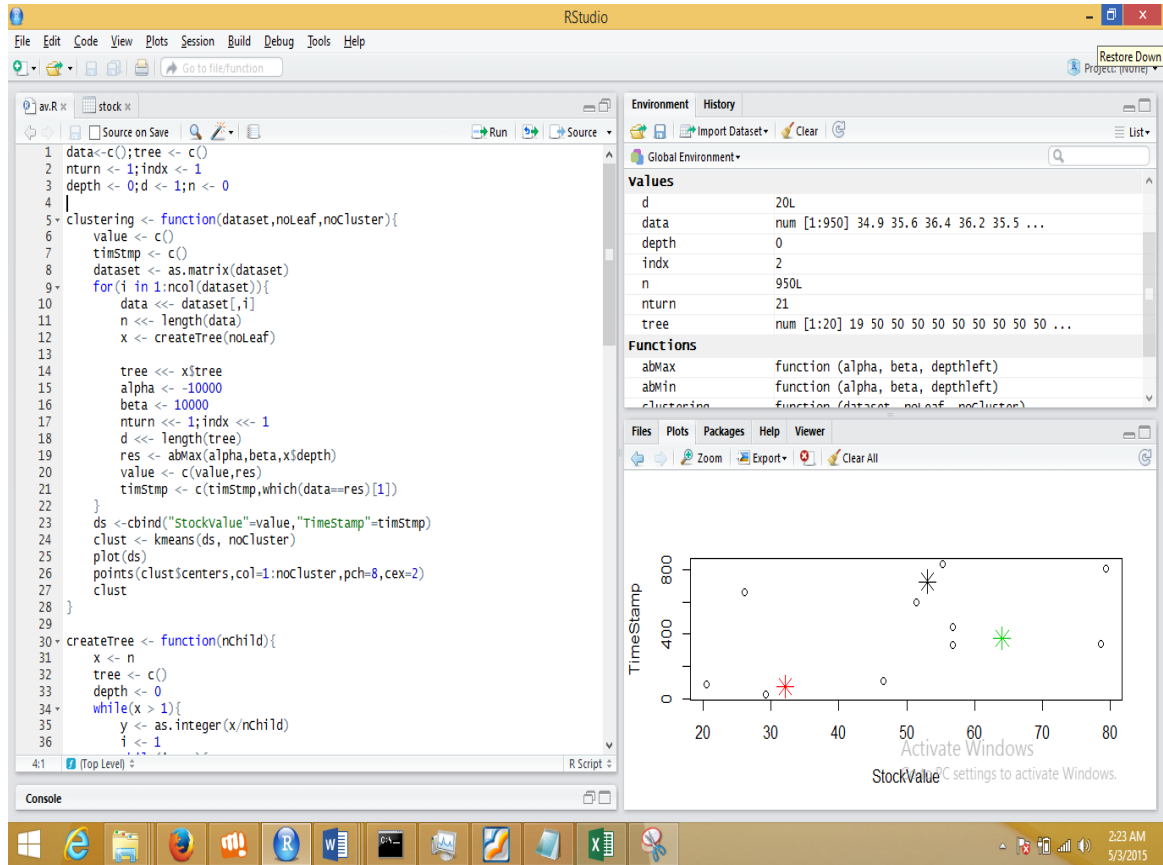 RStudio
File Edit Code View Plots Session Build Debug Tools Help
Go to file/function
Restore Down
Project: (None)
av.R × stock ×
Source on Save Run Source
1 data<-c();tree <- c()
2 nturn <- 1;indx <- 1
3 depth <- 0;d <- 1;n <- 0
4
5 clustering <- function(dataset,noLeaf,noCluster){
6 value <- c()
7 timStmp <- c()
8 dataset <- as.matrix(dataset)
9 for(i in 1:ncol(dataset)){
10 data <<- dataset[,i]
11 n <<- length(data)
12 x <- createTree(noLeaf)
13
14 tree <<- x$tree
15 alpha <- -10000
16 beta <- 10000
17 nturn <<- 1;indx <<- 1
18 d <<- length(tree)
19 res <- abMax(alpha,beta,x$depth)
20 value <- c(value,res)
21 timStmp <- c(timStmp,which(data==res)[1])
22 }
23 ds <-cbind("StockValue"=value,"TimeStamp"=timStmp)
24 clust <- kmeans(ds, noCluster)
25 plot(ds)
26 points(clust$centers,col=1:noCluster,pch=8,cex=2)
27 clust
28 }
29
30 createTree <- function(nChild){
31 x <- n
32 tree <- c()
33 depth <- 0
34 while(x > 1){
35 y <- as.integer(x/nChild)
36 i <- 1
4:1 (Top Level) R Script
Console
Environment History
Import Dataset Clear List
Global Environment
Values
d 20L
data num [1:950] 34.9 35.6 36.4 36.2 35.5 ...
depth 0
indx 2
n 950L
nturn 21
tree num [1:20] 19 50 50 50 50 50 50 50 50 50 ...
Functions
abMax function (alpha, beta, depthleft)
abMin function (alpha, beta, depthleft)
clustering function (dataset, noLeaf, noCluster)
Files Plots Packages Help Viewer
Zoom Export Clear All
TimeStamp
800
400
0
20 30 40 50 60 70 80
StockValue
Activate Windows
PC settings to activate Windows.
2:23 AM
5/3/2015